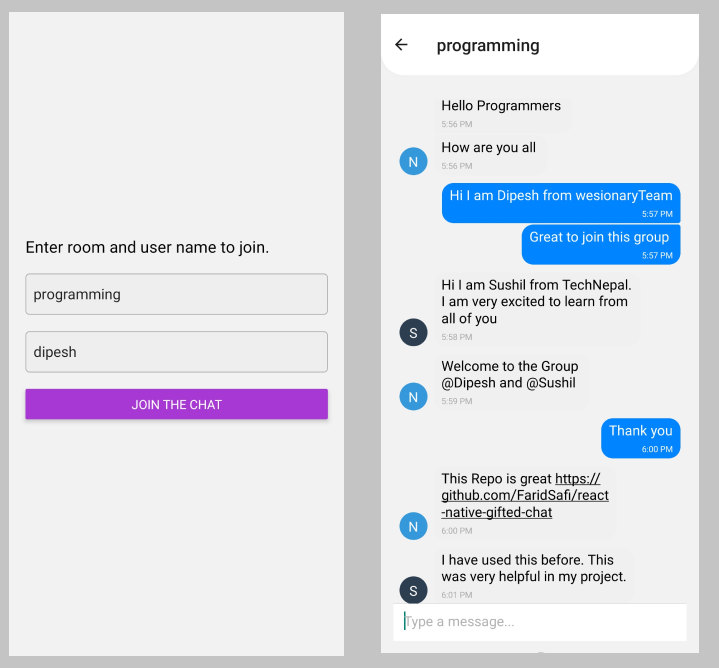 Enter room and user name to join.
programming
dipesh
JOIN THE CHAT
programming
Hello Programmers
5:56 PM
How are you all
5:56 PM
N
Hi I am Dipesh from wesionaryTeam
5:57 PM
Great to join this group
5:57 PM
Hi I am Sushil from TechNepal.
I am very excited to learn from
all of you
5:58 PM
S
Welcome to the Group
@Dipesh and @Sushil
5:59 PM
N
Thank you
6:00 PM
This Repo is great https://
github.com/FaridSafi/react
-native-gifted-chat
6:00 PM
N
I have used this before. This
was very helpful in my project.
6:01 PM
S
Type a message...